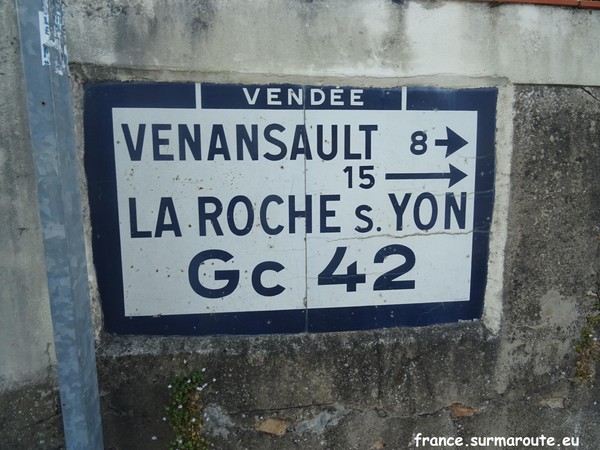 VENDÉE
VENANSAULT 8
15
LA ROCHE S. YON
Gc 42
france.surmaroute.eu